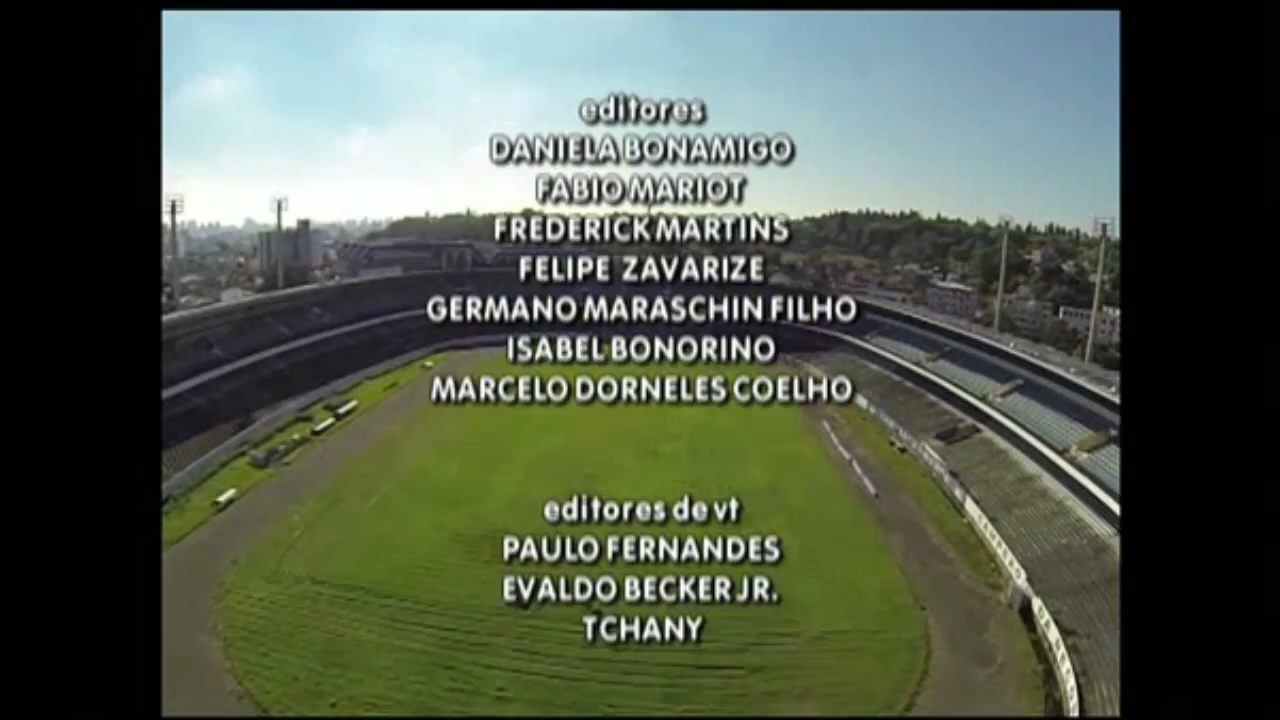 editores
DANIELA BONAMIGO
FABIO MARIOT
FREDERICK MARTINS
FELIPE ZAVARIZE
GERMANO MARASCHIN FILHO
ISABEL BONORINO
MARCELO DORNELES COELHO
editores de vt
PAULO FERNANDES
EVALDO BECKER JR.
TCHANY